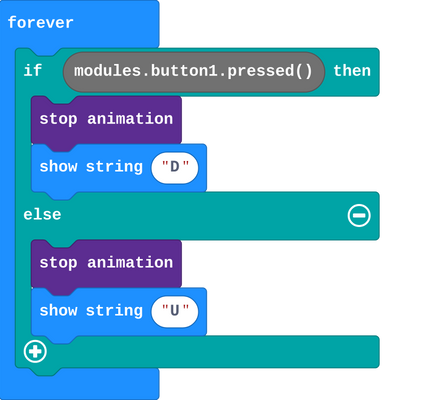 forever
if modules.button1.pressed() then
stop animation
show string "D"
else
stop animation
show string "U"